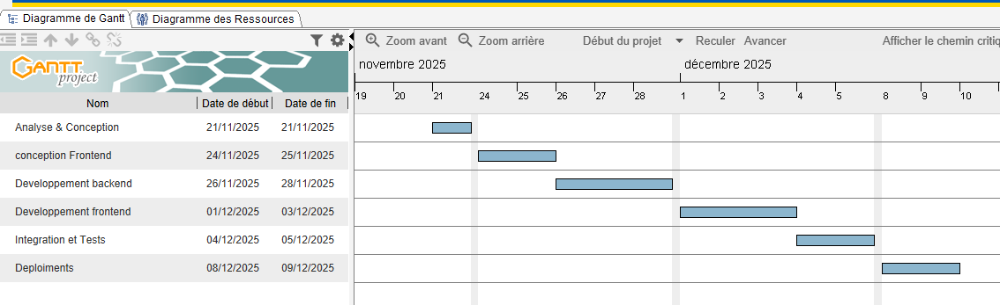 Diagramme de Gantt Diagramme des Ressources
Zoom avant Zoom arrière Début du projet Reculer Avancer Afficher le chemin critiq
GANTT project
novembre 2025 décembre 2025
19 20 21 24 25 26 27 28 1 2 3 4 5 8 9 10
Nom Date de début Date de fin
Analyse & Conception 21/11/2025 21/11/2025
conception Frontend 24/11/2025 25/11/2025
Developpement backend 26/11/2025 28/11/2025
Developpement frontend 01/12/2025 03/12/2025
Integration et Tests 04/12/2025 05/12/2025
Deploiments 08/12/2025 09/12/2025